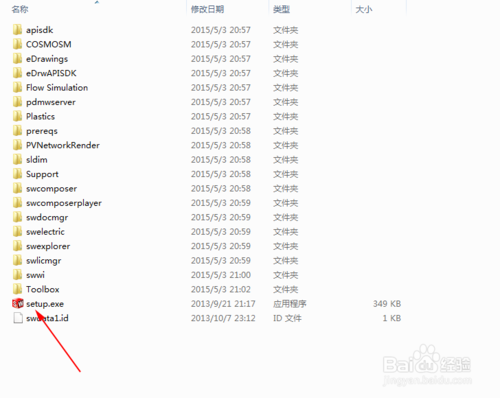 名称 修改日期 类型 大小
apisdk 2015/5/3 20:57 文件夹
COSMOSM 2015/5/3 20:57 文件夹
eDrawings 2015/5/3 20:57 文件夹
eDrwAPISDK 2015/5/3 20:57 文件夹
Flow Simulation 2015/5/3 20:57 文件夹
pdmwserver 2015/5/3 20:57 文件夹
Plastics 2015/5/3 20:57 文件夹
prereqs 2015/5/3 20:58 文件夹
PVNetworkRender 2015/5/3 20:58 文件夹
sldim 2015/5/3 20:58 文件夹
Support 2015/5/3 20:58 文件夹
swcomposer 2015/5/3 20:58 文件夹
swcomposerplayer 2015/5/3 20:59 文件夹
swdocmgr 2015/5/3 20:59 文件夹
swelectric 2015/5/3 20:59 文件夹
swexplorer 2015/5/3 20:59 文件夹
swlicmgr 2015/5/3 20:59 文件夹
swwi 2015/5/3 21:00 文件夹
Toolbox 2015/5/3 21:02 文件夹
setup.exe 2013/9/21 21:17 应用程序 349 KB
swdata1.id 2013/10/7 23:12 ID 文件 1 KB
Baidu 经验
jingyan.baidu.com